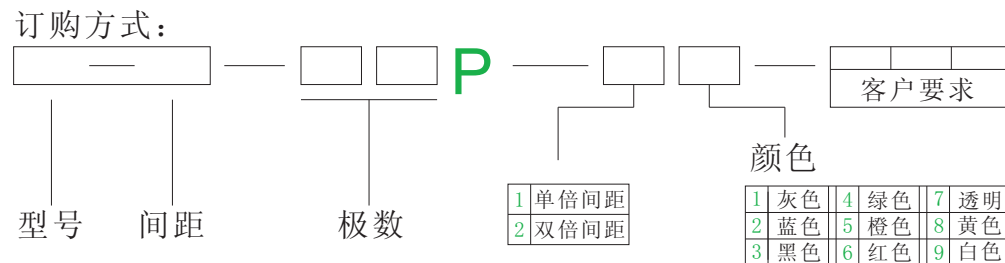 订购方式：
P
客户要求
颜色
型号 间距 极数
1 单倍间距
2 双倍间距
1 灰色 4 绿色 7 透明
2 蓝色 5 橙色 8 黄色
3 黑色 6 红色 9 白色